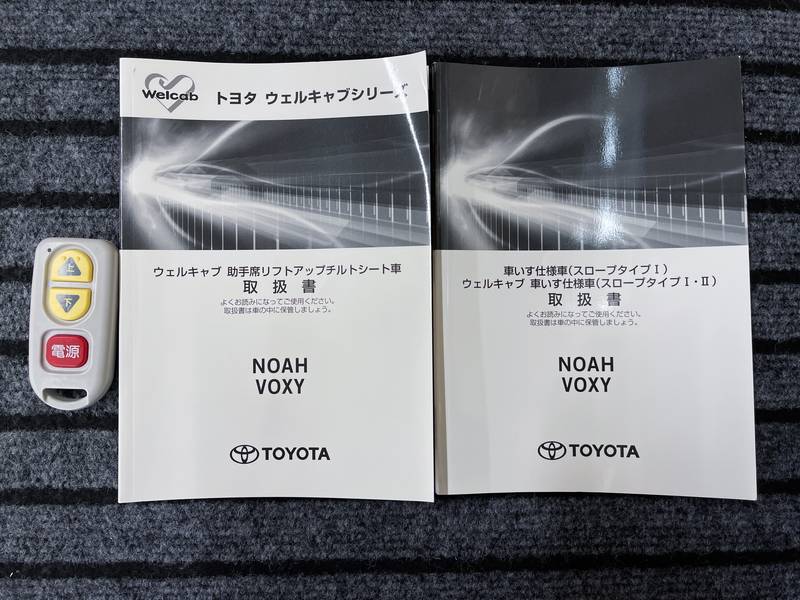 上
下
電源
Welcab
トヨタ ウェルキャブシリーズ
ウェルキャブ 助手席リフトアップチルトシート車
取扱書
よくお読みになってご使用ください。
取扱書は車の中に保管しましょう。
NOAH
VOXY
TOYOTA
車いす仕様車(スロープタイプⅠ)
ウェルキャブ 車いす仕様車(スロープタイプⅠ・Ⅱ)
取扱書
よくお読みになってご使用ください。
取扱書は車の中に保管しましょう。
NOAH
VOXY
TOYOTA